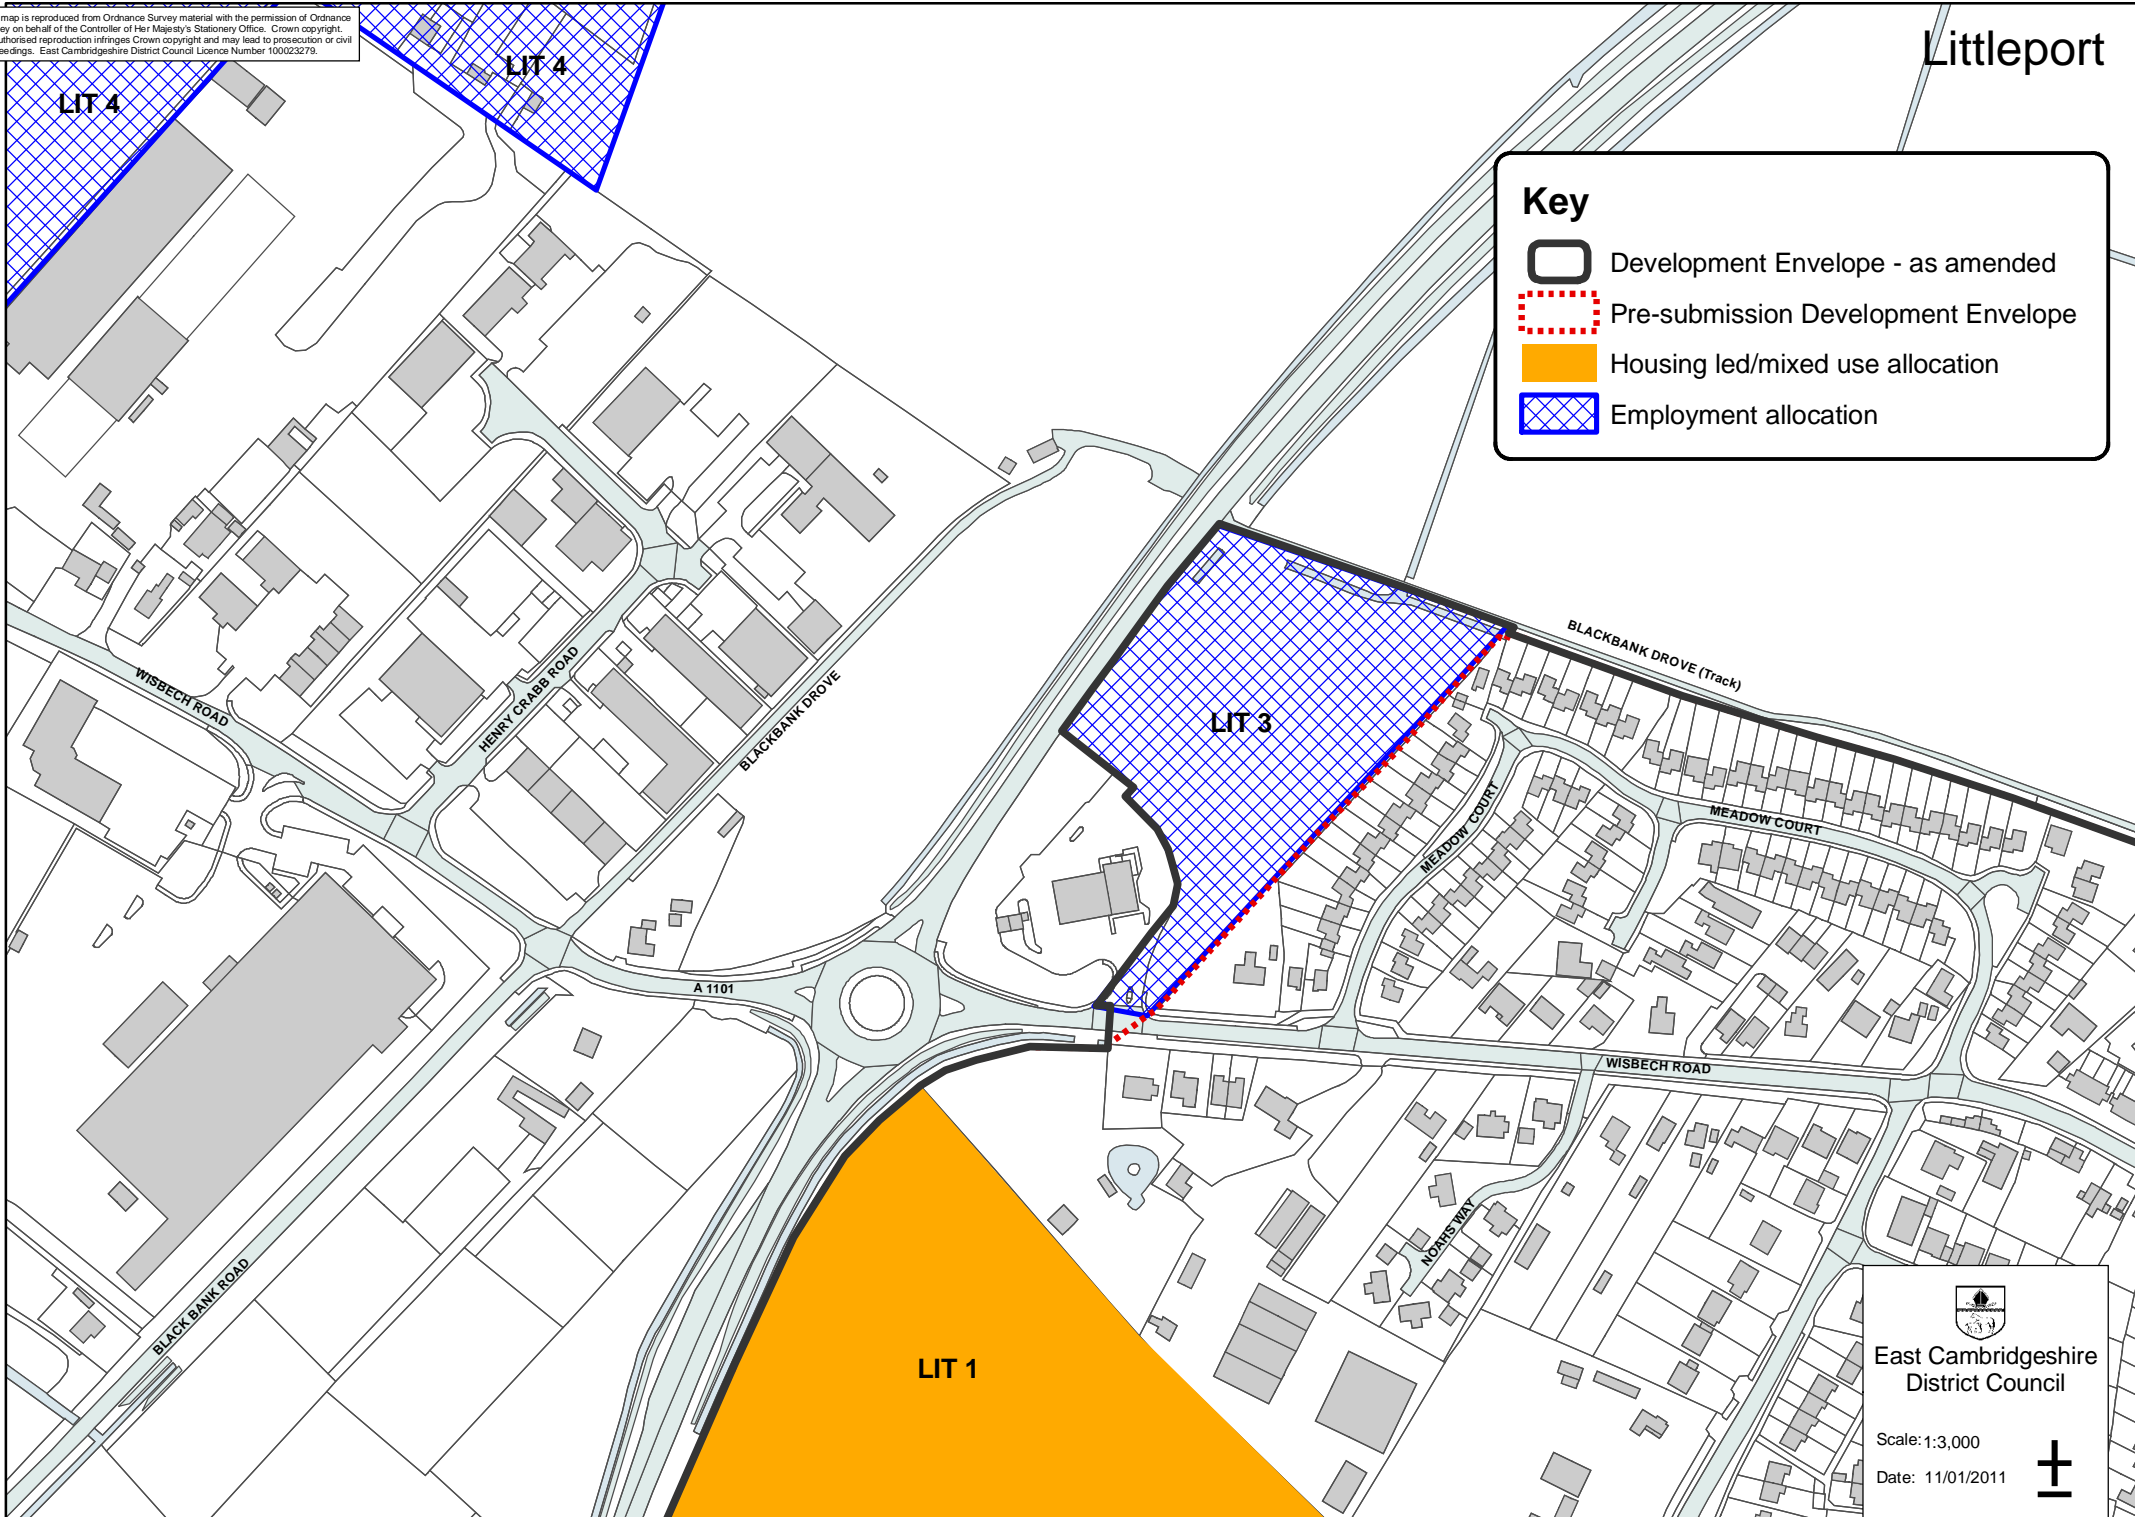 map is reproduced from Ordnance Survey material with the permission of Ordnance
ey on behalf of the Controller of Her Majesty's Stationery Office. Crown copyright.
uthorised reproduction infringes Crown copyright and may lead to prosecution or civil
eedings. East Cambridgeshire District Council Licence Number 100023279.
Littleport
LIT 4
LIT 4
Key
Development Envelope - as amended
Pre-submission Development Envelope
Housing led/mixed use allocation
Employment allocation
BLACKBANK DROVE (Track)
WISBECH ROAD
HENRY CRABB ROAD
BLACKBANK DROVE
LIT 3
MEADOW COURT
MEADOW COURT
A 1101
WISBECH ROAD
NOAHS WAY
BLACK BANK ROAD
LIT 1
East Cambridgeshire
District Council
Scale: 1:3,000
Date: 11/01/2011